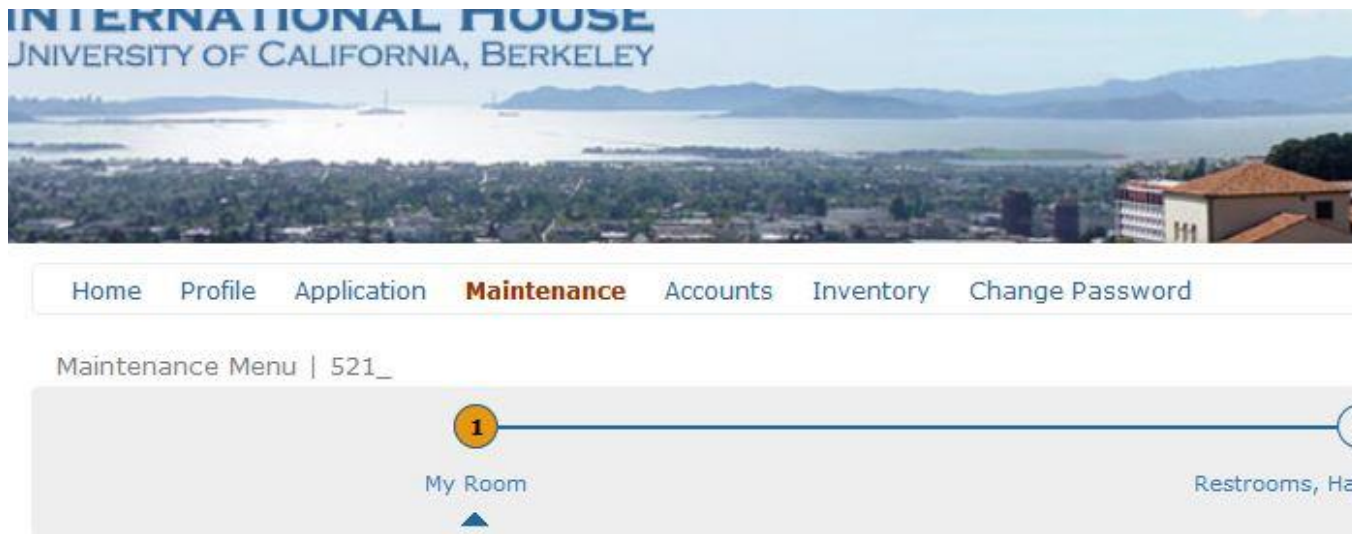 INTERNATIONAL HOUSE
UNIVERSITY OF CALIFORNIA, BERKELEY
Home Profile Application Maintenance Accounts Inventory Change Password
Maintenance Menu | 521_
1
My Room
Restrooms, Ha